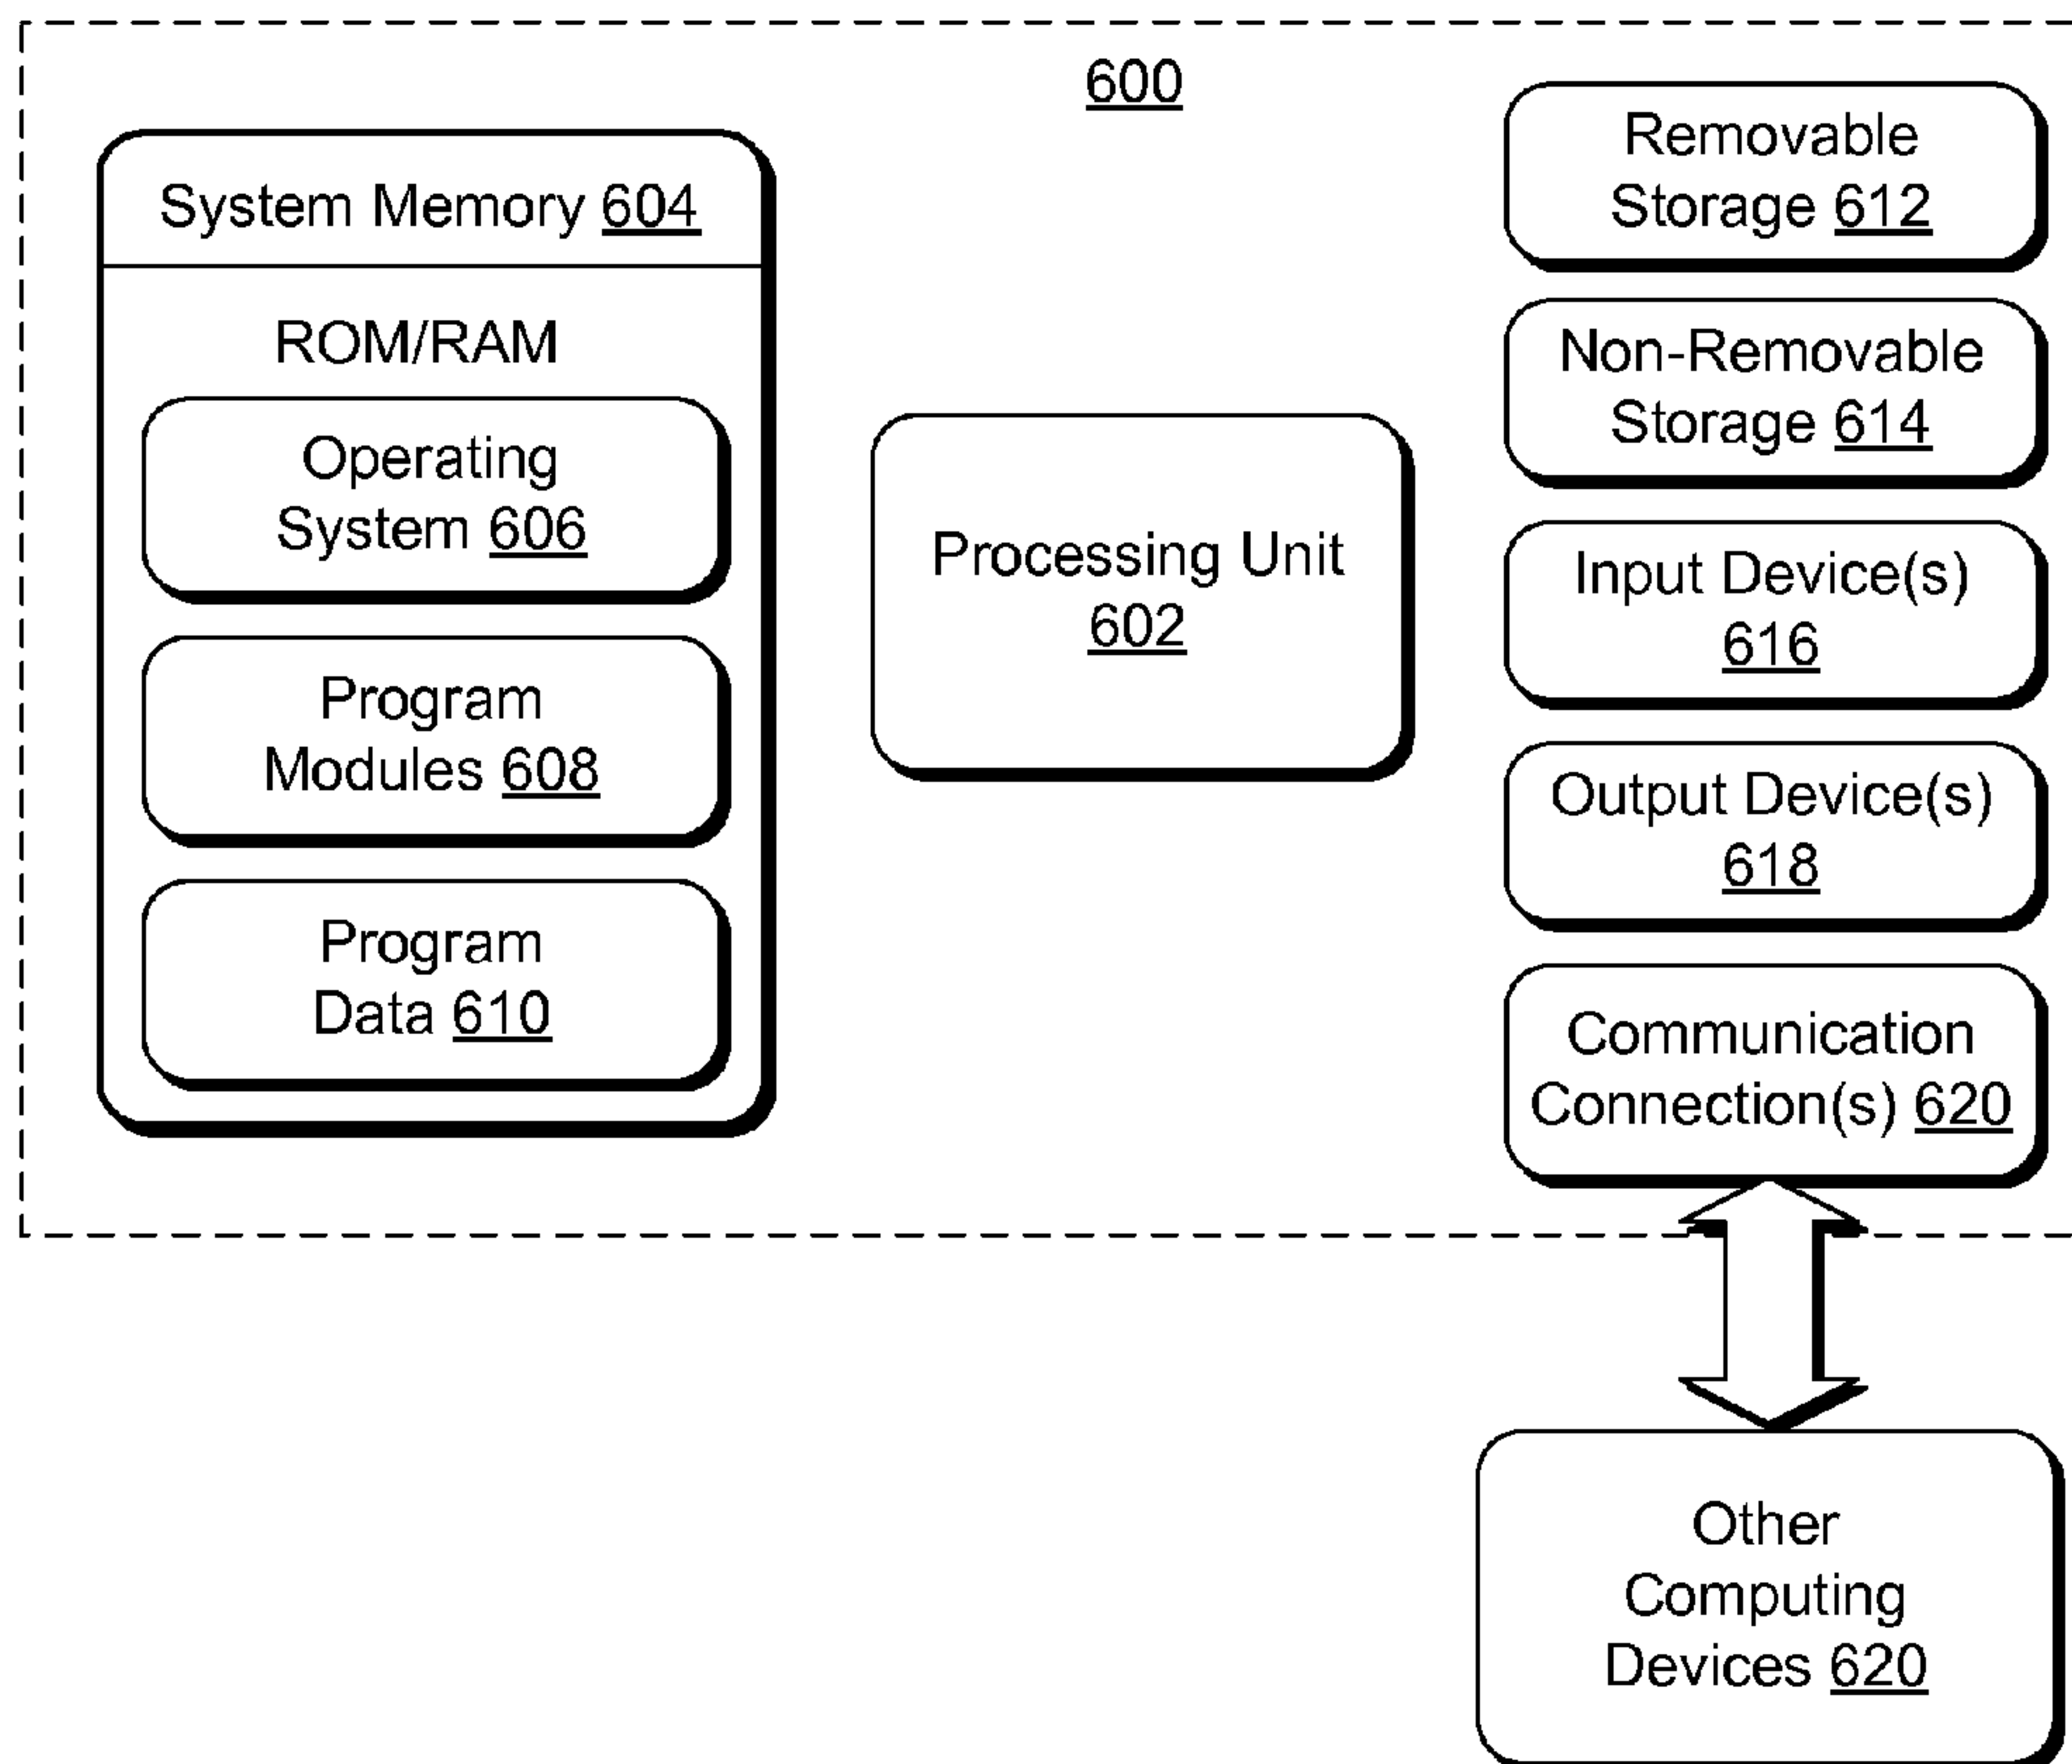 600
System Memory 604
ROM/RAM
Operating
System 606
Program
Modules 608
Program
Data 610
Processing Unit
602
Removable
Storage 612
Non-Removable
Storage 614
Input Device(s)
616
Output Device(s)
618
Communication
Connection(s) 620
Other
Computing
Devices 620